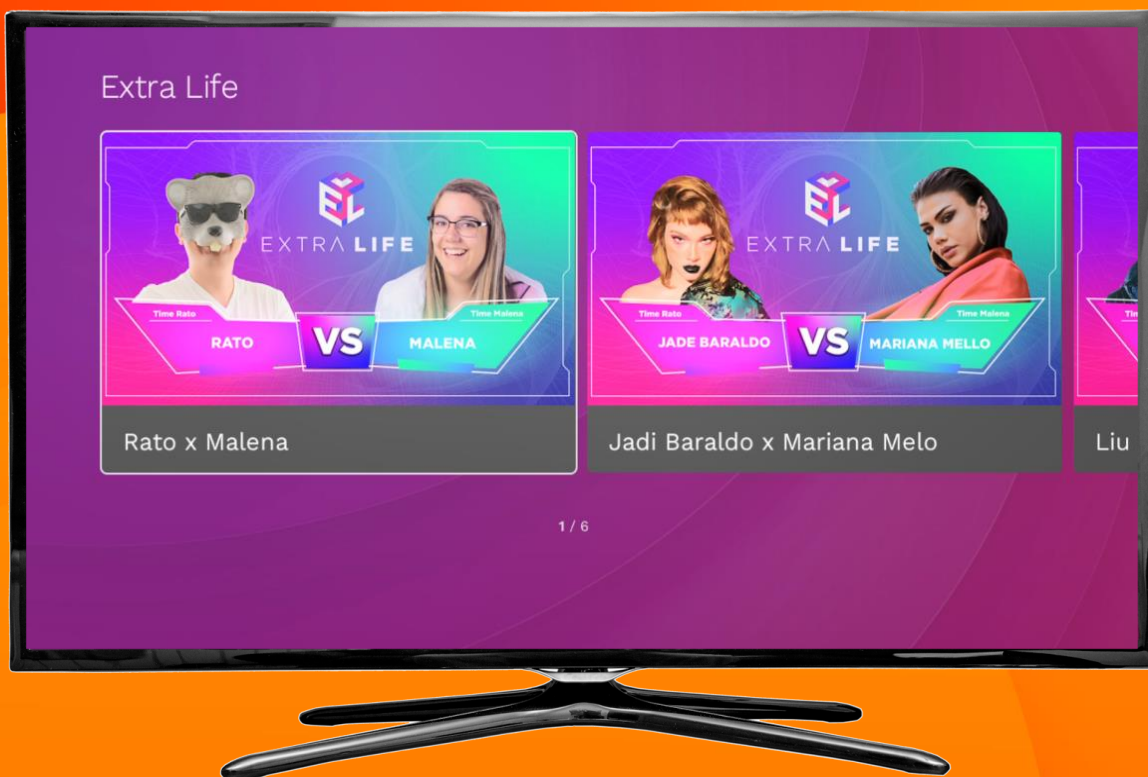 Extra Life
EXTRA LIFE
Time Rato
Time Malena
RATO
VS
MALENA
Rato x Malena
EXTRA LIFE
Time Rato
Time Malena
JADE BARALDO
VS
MARIANA MELLO
Jadi Baraldo x Mariana Melo
Liu
1 / 6